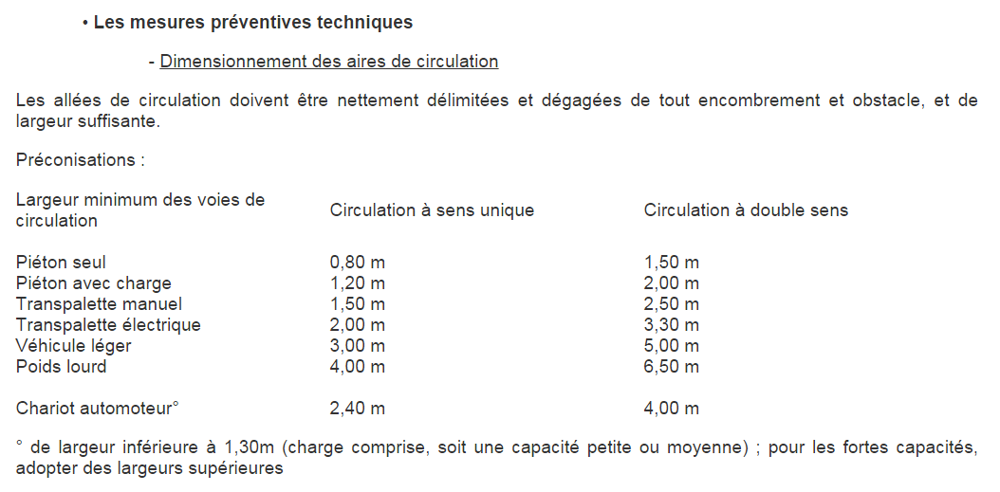 • Les mesures préventives techniques
- Dimensionnement des aires de circulation
Les allées de circulation doivent être nettement délimitées et dégagées de tout encombrement et obstacle, et de
largeur suffisante.
Préconisations :
Largeur minimum des voies de
circulation
Circulation à sens unique
Circulation à double sens
Piéton seul 0,80 m 1,50 m
Piéton avec charge 1,20 m 2,00 m
Transpalette manuel 1,50 m 2,50 m
Transpalette électrique 2,00 m 3,30 m
Véhicule léger 3,00 m 5,00 m
Poids lourd 4,00 m 6,50 m
Chariot automoteur° 2,40 m 4,00 m
° de largeur inférieure à 1,30m (charge comprise, soit une capacité petite ou moyenne) ; pour les fortes capacités,
adopter des largeurs supérieures